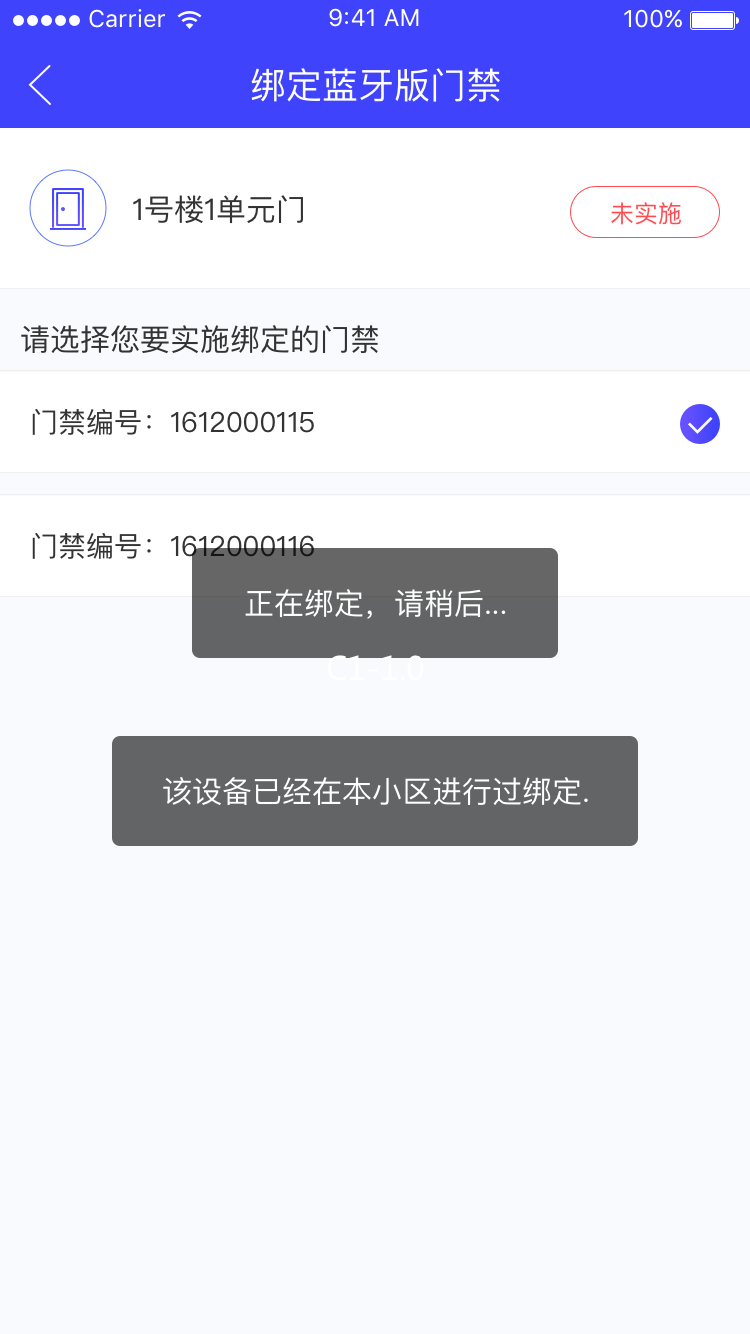 Carrier 9:41 AM 100%
绑定蓝牙版门禁
1号楼1单元门 未实施
请选择您要实施绑定的门禁
门禁编号：1612000115
门禁编号：1612000116
正在绑定，请稍后...
C1-1.0
该设备已经在本小区进行过绑定.